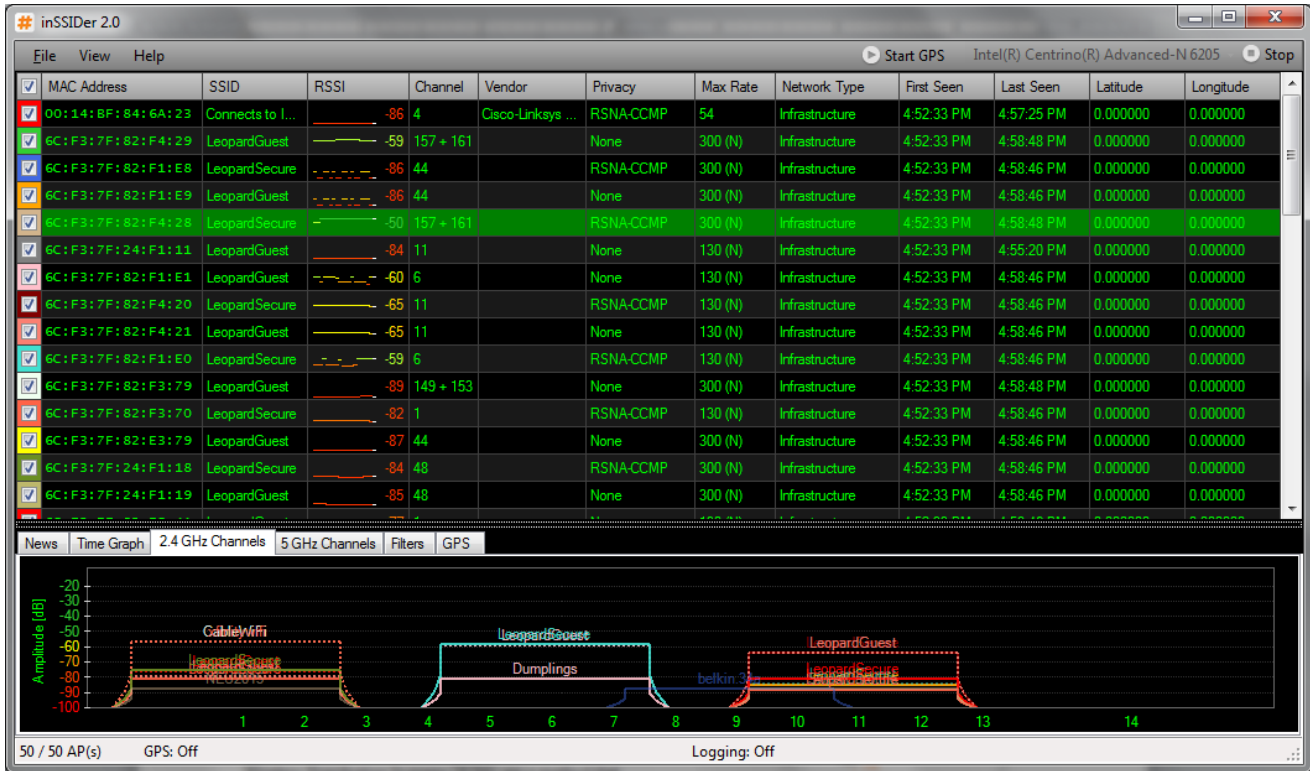 inSSIDer 2.0
File View Help Start GPS Intel(R) Centrino(R) Advanced-N 6205 Stop
MAC Address SSID RSSI Channel Vendor Privacy Max Rate Network Type First Seen Last Seen Latitude Longitude
00:14:BF:84:6A:23 Connects to I... -86 4 Cisco-Linksys ... RSNA-CCMP 54 Infrastructure 4:52:33 PM 4:57:25 PM 0.000000 0.000000
6C:F3:7F:82:F4:29 LeopardGuest -59 157 + 161 None 300 (N) Infrastructure 4:52:33 PM 4:58:48 PM 0.000000 0.000000
6C:F3:7F:82:F1:E8 LeopardSecure -86 44 RSNA-CCMP 300 (N) Infrastructure 4:52:33 PM 4:58:48 PM 0.000000 0.000000
6C:F3:7F:82:F1:E9 LeopardGuest -86 44 None 300 (N) Infrastructure 4:52:33 PM 4:58:48 PM 0.000000 0.000000
6C:F3:7F:82:F4:28 LeopardSecure -50 157 + 161 RSNA-CCMP 300 (N) Infrastructure 4:52:33 PM 4:58:48 PM 0.000000 0.000000
6C:F3:7F:24:F1:11 LeopardGuest -84 11 None 130 (N) Infrastructure 4:52:33 PM 4:55:20 PM 0.000000 0.000000
6C:F3:7F:82:F1:E1 LeopardGuest -60 6 None 130 (N) Infrastructure 4:52:33 PM 4:58:46 PM 0.000000 0.000000
6C:F3:7F:82:F4:20 LeopardSecure -65 11 RSNA-CCMP 130 (N) Infrastructure 4:52:33 PM 4:58:46 PM 0.000000 0.000000
6C:F3:7F:82:F4:21 LeopardGuest -65 11 None 130 (N) Infrastructure 4:52:33 PM 4:58:46 PM 0.000000 0.000000
6C:F3:7F:82:F1:E0 LeopardSecure -59 6 RSNA-CCMP 130 (N) Infrastructure 4:52:33 PM 4:58:46 PM 0.000000 0.000000
6C:F3:7F:82:F3:79 LeopardGuest -89 149 + 153 None 300 (N) Infrastructure 4:52:33 PM 4:58:48 PM 0.000000 0.000000
6C:F3:7F:82:F3:70 LeopardSecure -82 1 RSNA-CCMP 130 (N) Infrastructure 4:52:33 PM 4:58:46 PM 0.000000 0.000000
6C:F3:7F:82:E3:79 LeopardGuest -87 44 None 300 (N) Infrastructure 4:52:33 PM 4:58:46 PM 0.000000 0.000000
6C:F3:7F:24:F1:18 LeopardSecure -84 48 RSNA-CCMP 300 (N) Infrastructure 4:52:33 PM 4:58:46 PM 0.000000 0.000000
6C:F3:7F:24:F1:19 LeopardGuest -85 48 None 300 (N) Infrastructure 4:52:33 PM 4:58:46 PM 0.000000 0.000000
News Time Graph 2.4 GHz Channels 5 GHz Channels Filters GPS
Amplitude [dB]
-20
-30
-40
-50 CableWiFi LeopardGuest
-60 LeopardGuest
-70 LeopardSecure
-80 Dumplings
-90
-100
1 2 3 4 5 6 7 8 9 10 11 12 13 14
50 / 50 AP(s) GPS: Off Logging: Off